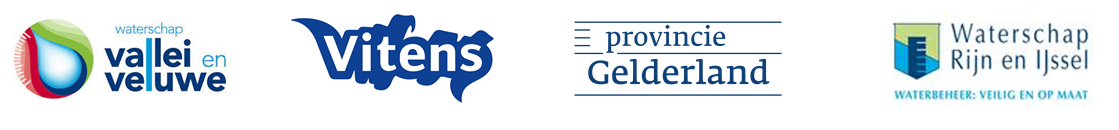 waterschap
vallei en
veluwe
Vitens
provincie
Gelderland
Waterschap
Rijn en IJssel
WATERBEHEER: VEILIG EN OP MAAT